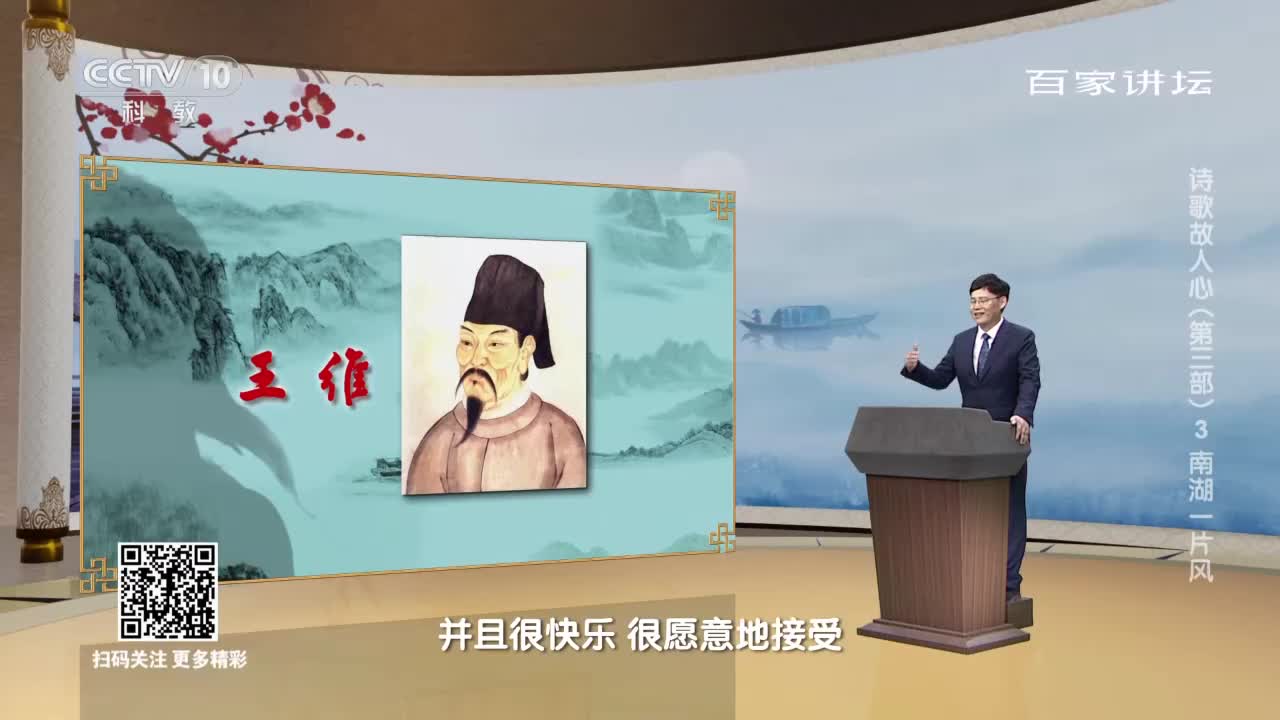 CCTV 10
科 教
百家讲坛
诗歌故人心(第三部) 3 南湖一片风
王 维
并且很快乐 很愿意地接受
扫码关注 更多精彩